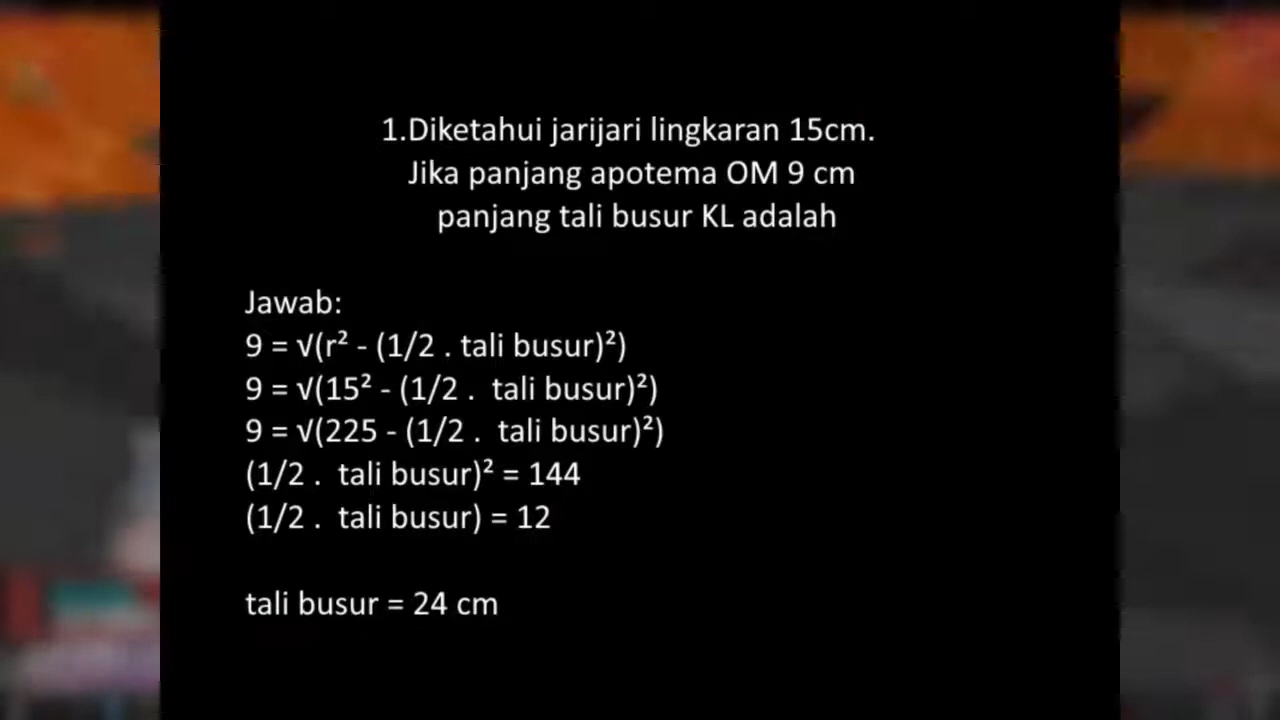 1.Diketahui jarijari lingkaran 15cm.
Jika panjang apotema OM 9 cm
panjang tali busur KL adalah
Jawab:
9 = √(r² - (1/2 . tali busur)²)
9 = √(15² - (1/2 .  tali busur)²)
9 = √(225 - (1/2 .  tali busur)²)
(1/2 .  tali busur)² = 144
(1/2 .  tali busur) = 12
tali busur = 24 cm